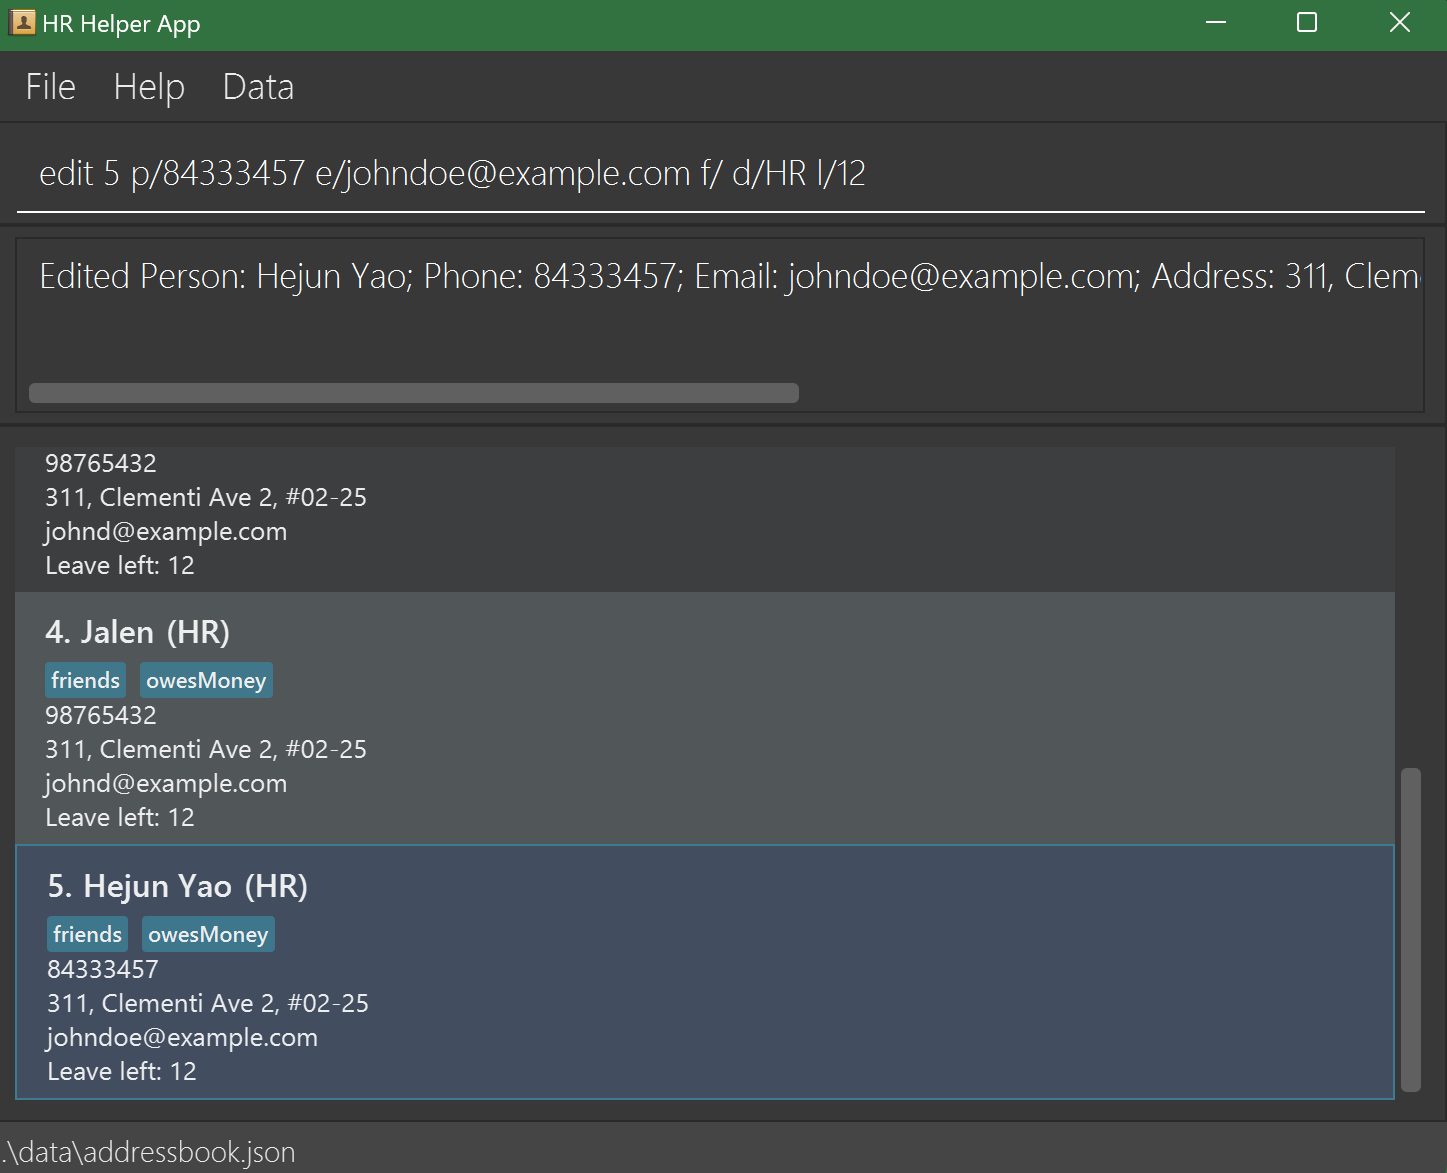 HR Helper App
File Help Data
edit 5 p/84333457 e/johndoe@example.com f/ d/HR l/12
Edited Person: Hejun Yao; Phone: 84333457; Email: johndoe@example.com; Address: 311, Clem
98765432
311, Clementi Ave 2, #02-25
johnd@example.com
Leave left: 12
4. Jalen (HR)
friends owesMoney
98765432
311, Clementi Ave 2, #02-25
johnd@example.com
Leave left: 12
5. Hejun Yao (HR)
friends owesMoney
84333457
311, Clementi Ave 2, #02-25
johndoe@example.com
Leave left: 12
.\data\addressbook.json